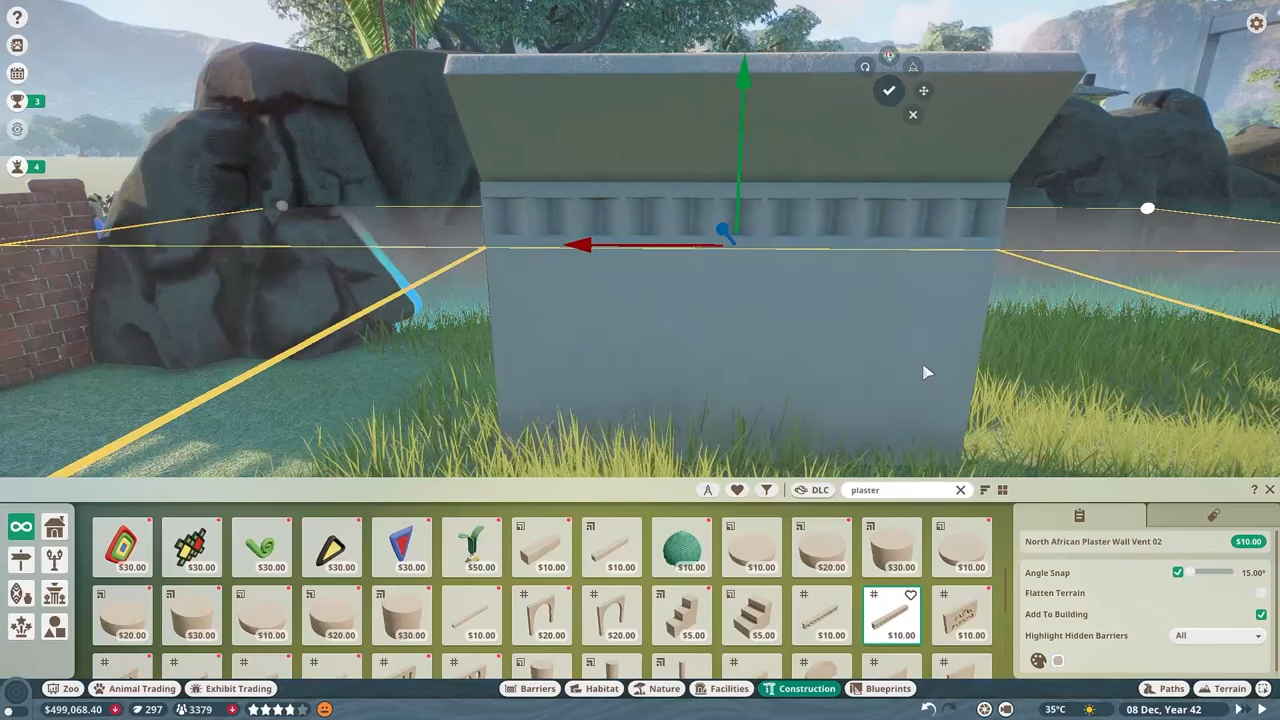 ?
3
4
DLC
plaster
?
$30.00 $30.00 $30.00 $30.00 $30.00 $50.00 $10.00 $10.00 $10.00 $10.00 $20.00 $30.00 $10.00
$20.00 $30.00 $10.00 $20.00 $30.00 $10.00 $20.00 $20.00 $5.00 $5.00 $10.00 $10.00 $10.00
North African Plaster Wall Vent 02 $10.00
Angle Snap 15.00°
Flatten Terrain
Add To Building
Highlight Hidden Barriers All
Zoo Animal Trading Exhibit Trading Barriers Habitat Nature Facilities Construction Blueprints Paths Terrain
$499,068.40 297 3379 35°C 08 Dec, Year 42